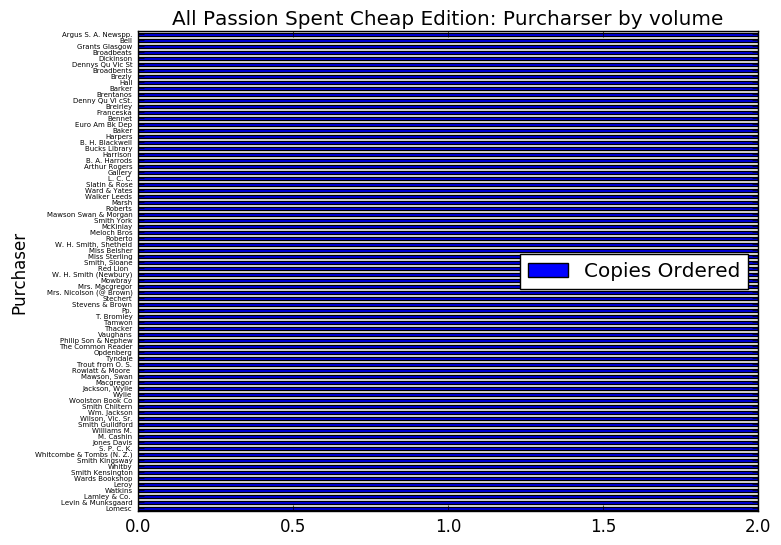 All Passion Spent Cheap Edition: Purcharser by volume
Argus S. A. Newspp.
Bell
Grants Glasgow
Broadbeats
Dickinson
Dennys Qu Vic St
Broadbents
Brezly
Hall
Barker
Brentanos
Denny Qu Vi cSt.
Breirley
Franceska
Bennet
Euro Am Bk Dep
Baker
Harpers
B. H. Blackwell
Bucks Library
Harrison
B. A. Harrods
Arthur Rogers
Gallery
L. C. C.
Slatin & Rose
Ward & Yates
Walker Leeds
Marsh
Roberts
Mawson Swan & Morgan
Smith York
McKinlay
Meloch Bros
Roberto
W. H. Smith, Shetheld
Miss Belsher
Miss Sterling
Smith, Sloane
Red Lion
W. H. Smith (Newbury)
Mowbray
Mrs. Macgregor
Mrs. Nicolson (@ Brown)
Stechert
Stevens & Brown
Pp.
T. Bromley
Tamwon
Thacker
Vaughans
Philip Son & Nephew
The Common Reader
Opdenberg
Tyndale
Trout from O. S.
Rowlatt & Moore
Mawson, Swan
Macgregor
Jackson, Wylie
Wylie
Woolston Book Co
Smith Chiltern
Wm. Jackson
Wilson, Vic. Sr.
Smith Guildford
Williams M.
M. Cashin
Jones Davis
S. P. C. K.
Whitcombe & Tombs (N. Z.)
Smith Kingsway
Whitby
Smith Kensington
Wards Bookshop
Leroy
Watkins
Lamley & Co.
Levin & Munksgaard
Lomesc
Purchaser
Copies Ordered
0.0 0.5 1.0 1.5 2.0